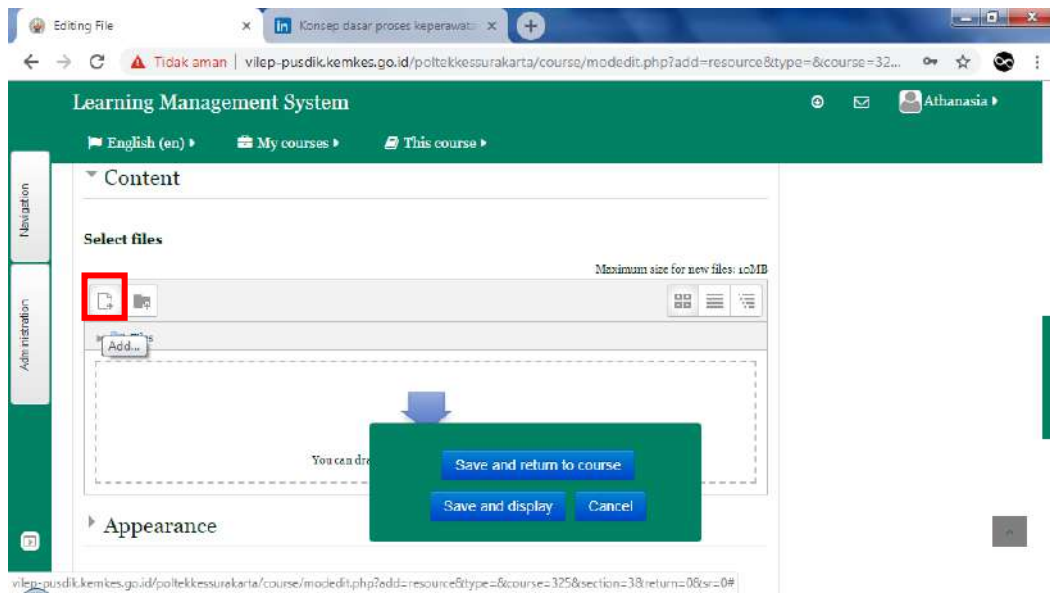 Editing File
Konsep dasar proses keperawat
Tidak aman | vilep-pusdik.kemkes.go.id/poltekkessurakarta/course/modedit.php?add=resource&type=&course=32...
Learning Management System
Athanasia
English (en)
My courses
This course
Navigation
Administration
Content
Select files
Maximum size for new files: 10MB
Files
Add...
You can dra
Save and return to course
Save and display
Cancel
Appearance
vilep-pusdik.kemkes.go.id/poltekkessurakarta/course/modedit.php?add=resource&type=&course=325&section=3&return=0&sr=0#